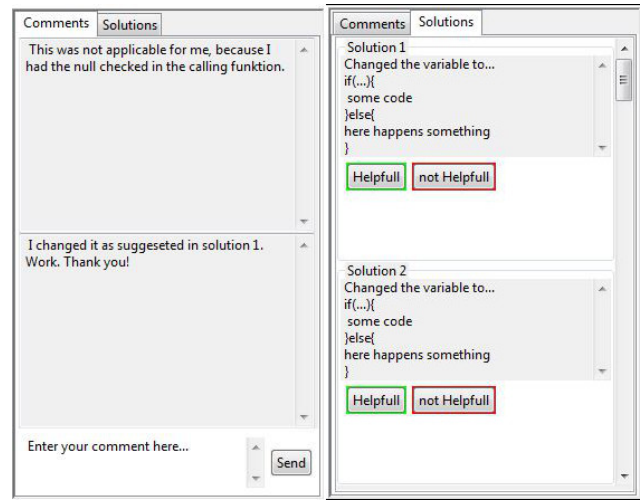 Comments Solutions
This was not applicable for me, because I
had the null checked in the calling funktion.
I changed it as suggeseted in solution 1.
Work. Thank you!
Enter your comment here...
Send
Comments Solutions
Solution 1
Changed the variable to...
if(...){
some code
}else{
here happens something
}
Helpfull not Helpfull
Solution 2
Changed the variable to...
if(...){
some code
}else{
here happens something
}
Helpfull not Helpfull